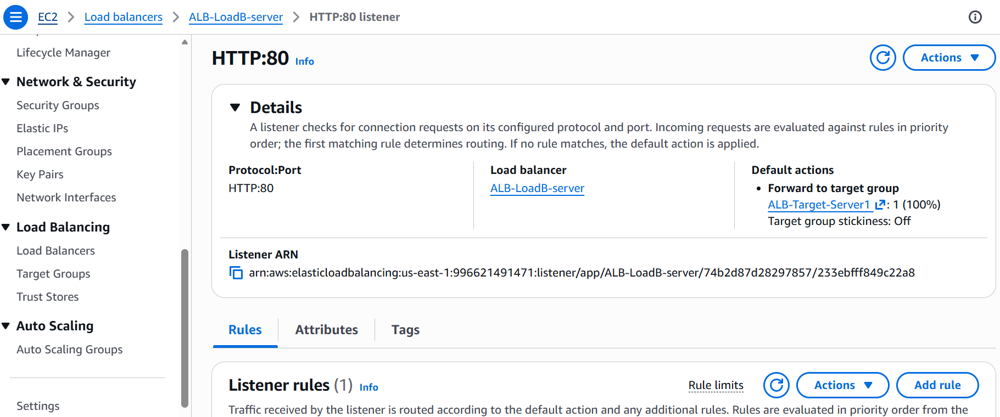 EC2 > Load balancers > ALB-LoadB-server > HTTP:80 listener
Lifecycle Manager
Network & Security
Security Groups
Elastic IPs
Placement Groups
Key Pairs
Network Interfaces
Load Balancing
Load Balancers
Target Groups
Trust Stores
Auto Scaling
Auto Scaling Groups
Settings
HTTP:80 Info
Actions
Details
A listener checks for connection requests on its configured protocol and port. Incoming requests are evaluated against rules in priority
order; the first matching rule determines routing. If no rule matches, the default action is applied.
Protocol:Port
HTTP:80
Load balancer
ALB-LoadB-server
Default actions
• Forward to target group
ALB-Target-Server1 : 1 (100%)
Target group stickiness: Off
Listener ARN
arn:aws:elasticloadbalancing:us-east-1:996621491471:listener/app/ALB-LoadB-server/74b2d87d28297857/233ebfff849c22a8
Rules
Attributes
Tags
Listener rules (1) Info
Rule limits
Actions
Add rule
Traffic received by the listener is routed according to the default action and any additional rules. Rules are evaluated in priority order from the